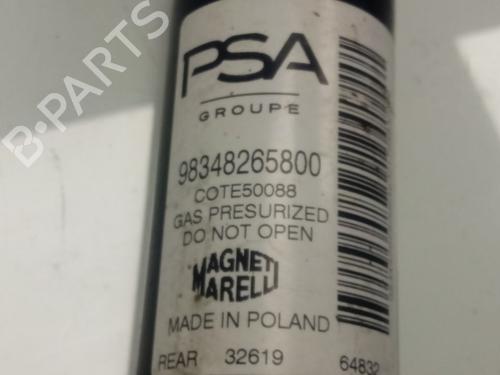 PSA
GROUPE
98348265800
COTE50088
GAS PRESURIZED
DO NOT OPEN
MAGNETI
MARELLI
MADE IN POLAND
REAR 32619 64832
B-PARTS